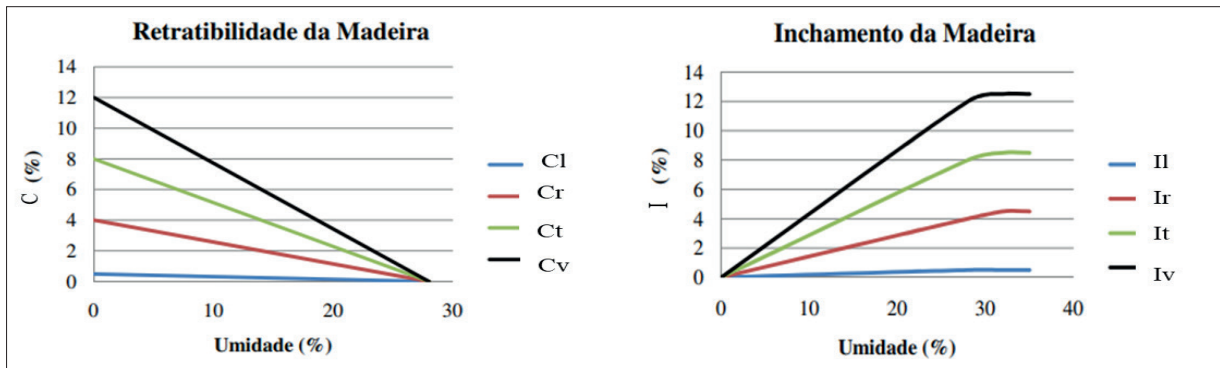 Retratibilidade da Madeira
C (%)
14
12
10
8
6
4
2
0
0 10 20 30
Umidade (%)
Cl
Cr
Ct
Cv
Inchamento da Madeira
I (%)
14
12
10
8
6
4
2
0
0 10 20 30 40
Umidade (%)
Il
Ir
It
Iv